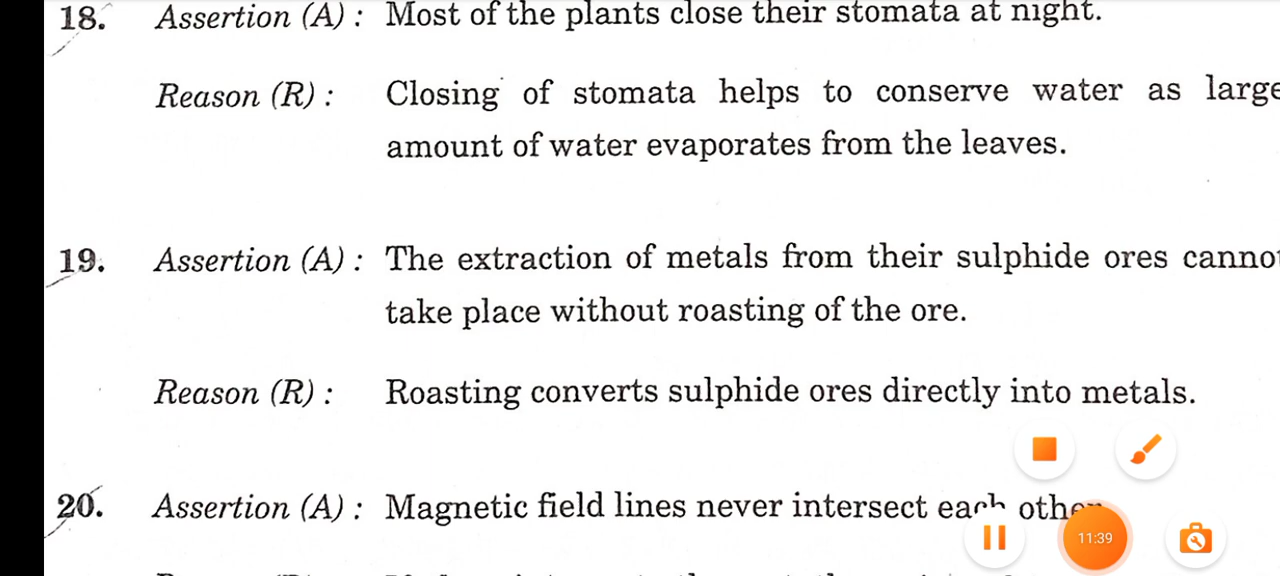 18. Assertion (A) : Most of the plants close their stomata at night.
Reason (R) : Closing of stomata helps to conserve water as large
amount of water evaporates from the leaves.
19. Assertion (A) : The extraction of metals from their sulphide ores cannot
take place without roasting of the ore.
Reason (R) : Roasting converts sulphide ores directly into metals.
20. Assertion (A) : Magnetic field lines never intersect each other
11:39